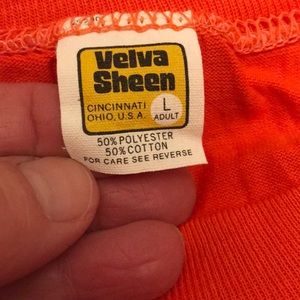 Velva
Sheen
CINCINNATI
OHIO, U.S.A.
L
ADULT
50% POLYESTER
50% COTTON
FOR CARE SEE REVERSE